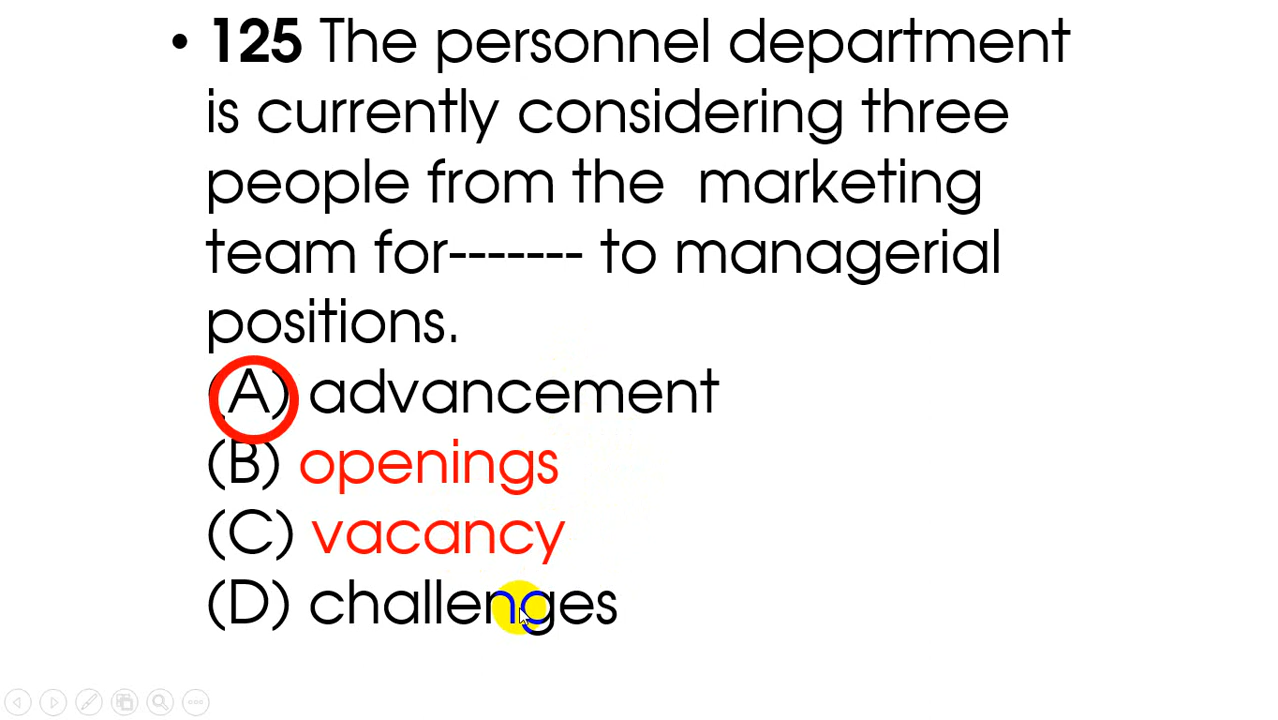 • 125 The personnel department
is currently considering three
people from the marketing
team for------- to managerial
positions.
(A) advancement
(B) openings
(C) vacancy
(D) challenges